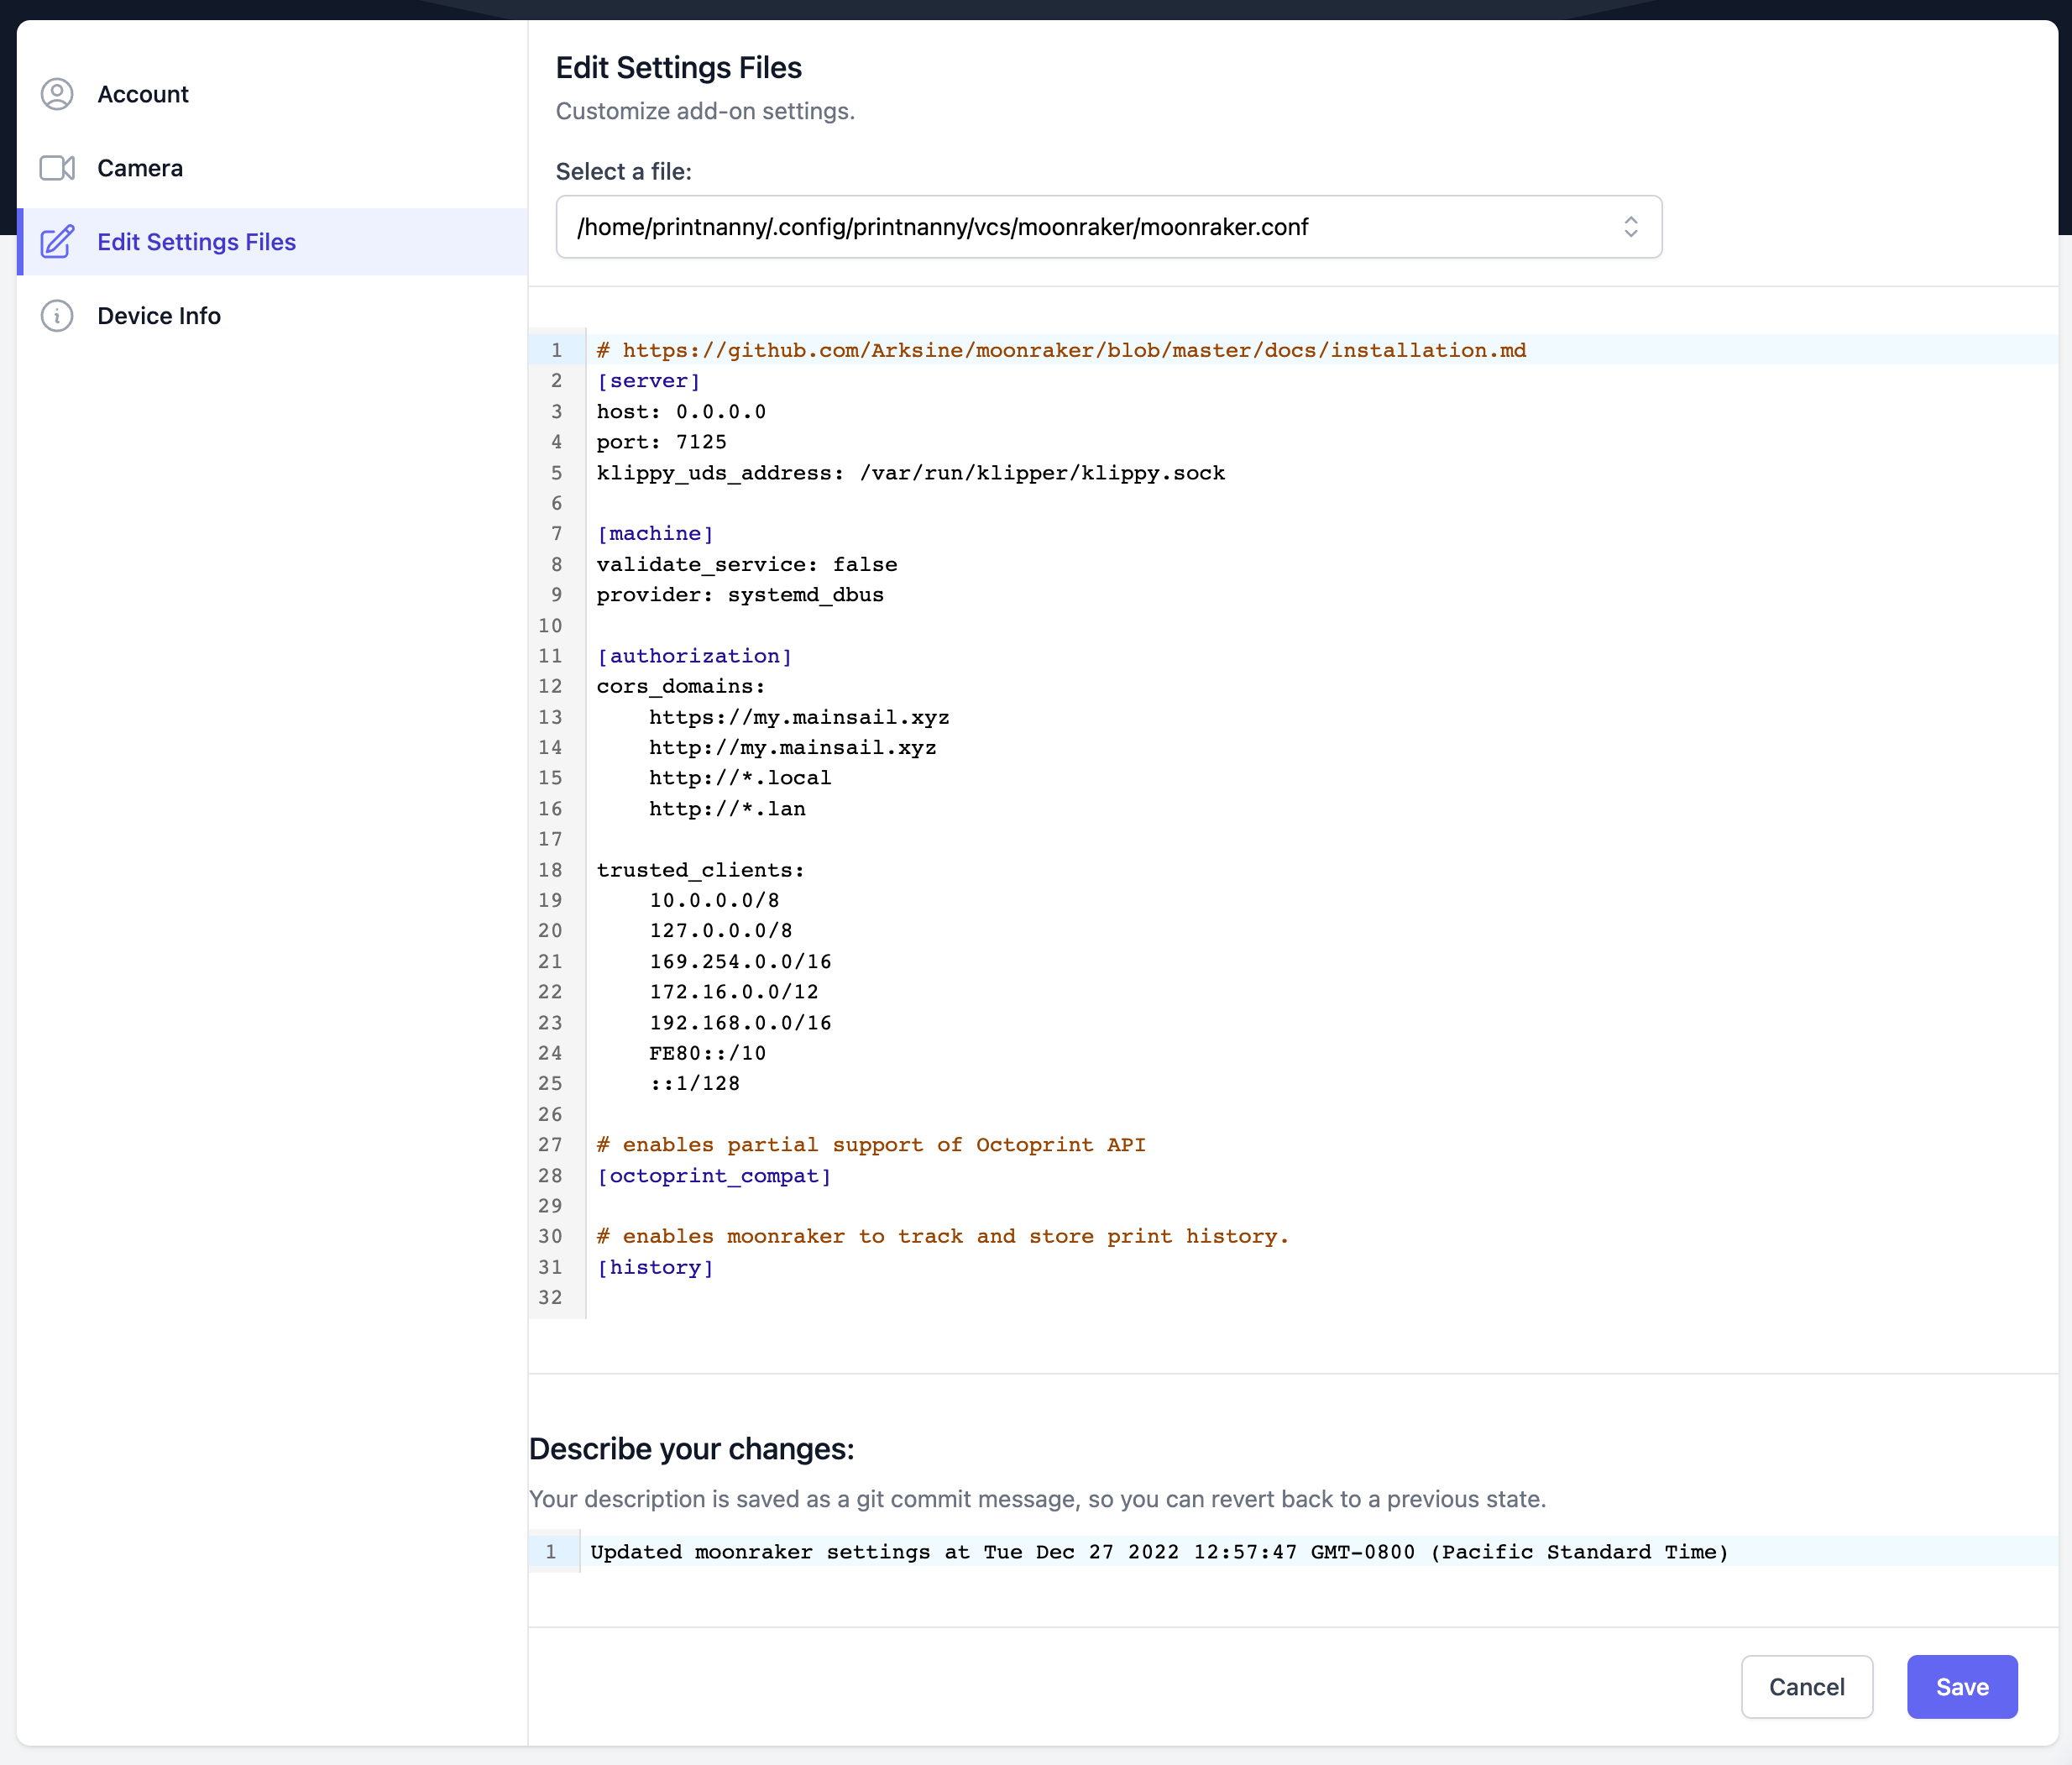 Account
Camera
Edit Settings Files
Device Info
Edit Settings Files
Customize add-on settings.
Select a file:
/home/printnanny/.config/printnanny/vcs/moonraker/moonraker.conf
1 # https://github.com/Arksine/moonraker/blob/master/docs/installation.md
2 [server]
3 host: 0.0.0.0
4 port: 7125
5 klippy_uds_address: /var/run/klipper/klippy.sock
6
7 [machine]
8 validate_service: false
9 provider: systemd_dbus
10
11 [authorization]
12 cors_domains:
13     https://my.mainsail.xyz
14     http://my.mainsail.xyz
15     http://*.local
16     http://*.lan
17
18 trusted_clients:
19     10.0.0.0/8
20     127.0.0.0/8
21     169.254.0.0/16
22     172.16.0.0/12
23     192.168.0.0/16
24     FE80::/10
25     ::1/128
26
27 # enables partial support of Octoprint API
28 [octoprint_compat]
29
30 # enables moonraker to track and store print history.
31 [history]
32
Describe your changes:
Your description is saved as a git commit message, so you can revert back to a previous state.
1 Updated moonraker settings at Tue Dec 27 2022 12:57:47 GMT-0800 (Pacific Standard Time)
Cancel
Save